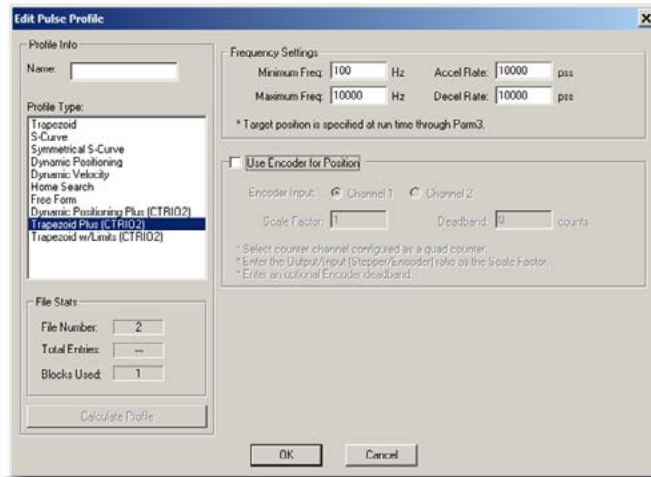 Edit Pulse Profile
Profile Info
Name:
Profile Type:
Trapezoid
S-Curve
Symmetrical S-Curve
Dynamic Positioning
Dynamic Velocity
Home Search
Free Form
Dynamic Positioning Plus (CTRIO2)
Trapezoid Plus (CTRIO2)
Trapezoid w/Limits (CTRIO2)
File Stats
File Number: 2
Total Entries: ---
Blocks Used: 1
Calculate Profile
Frequency Settings
Minimum Freq: 100 Hz Accel Rate: 10000 pss
Maximum Freq: 10000 Hz Decel Rate: 10000 pss
* Target position is specified at run time through Parm3.
Use Encoder for Position
Encoder Input: Channel 1 Channel 2
Scale Factor: 1 Deadband: 0 counts
* Select counter channel configured as a quad counter.
* Enter the Output/Input (Stepper/Encoder) ratio as the Scale Factor.
* Enter an optional Encoder deadband.
OK Cancel